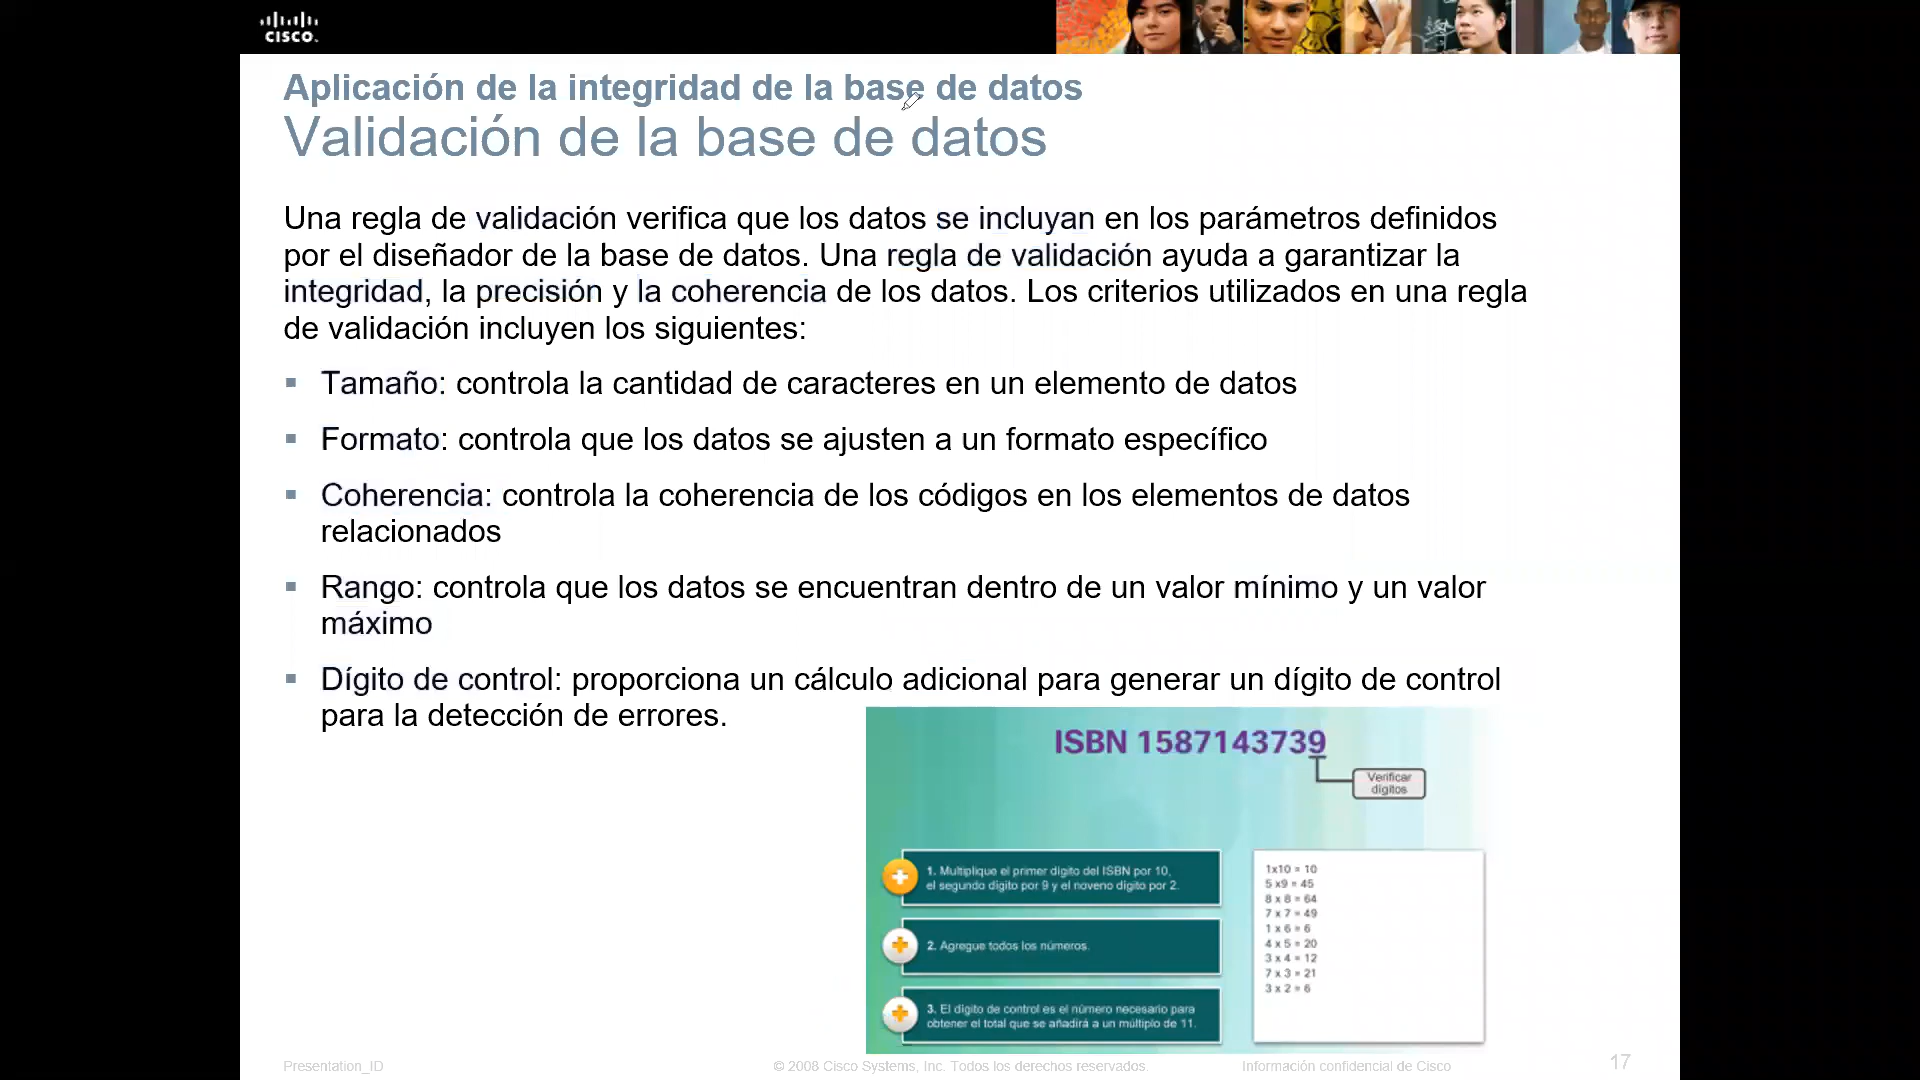 CISCO.
Aplicación de la integridad de la base de datos
Validación de la base de datos
Una regla de validación verifica que los datos se incluyan en los parámetros definidos
por el diseñador de la base de datos. Una regla de validación ayuda a garantizar la
integridad, la precisión y la coherencia de los datos. Los criterios utilizados en una regla
de validación incluyen los siguientes:
▪ Tamaño: controla la cantidad de caracteres en un elemento de datos
▪ Formato: controla que los datos se ajusten a un formato específico
▪ Coherencia: controla la coherencia de los códigos en los elementos de datos
relacionados
▪ Rango: controla que los datos se encuentran dentro de un valor mínimo y un valor
máximo
▪ Dígito de control: proporciona un cálculo adicional para generar un dígito de control
para la detección de errores.
ISBN 1587143739
Verificar
dígitos
1. Multiplique el primer dígito del ISBN por 10,
el segundo dígito por 9 y el noveno dígito por 2.
2. Agregue todos los números.
3. El dígito de control es el número necesario para
obtener el total que se añadirá a un múltiplo de 11.
1x10 = 10
5 x9 = 45
8 x 8 = 64
7 x 7 = 49
1 x 6 = 6
4 x 5 = 20
3 x 4 = 12
7 x 3 = 21
3 x 2 = 6
Presentation_ID
© 2008 Cisco Systems, Inc. Todos los derechos reservados.
Información confidencial de Cisco
17